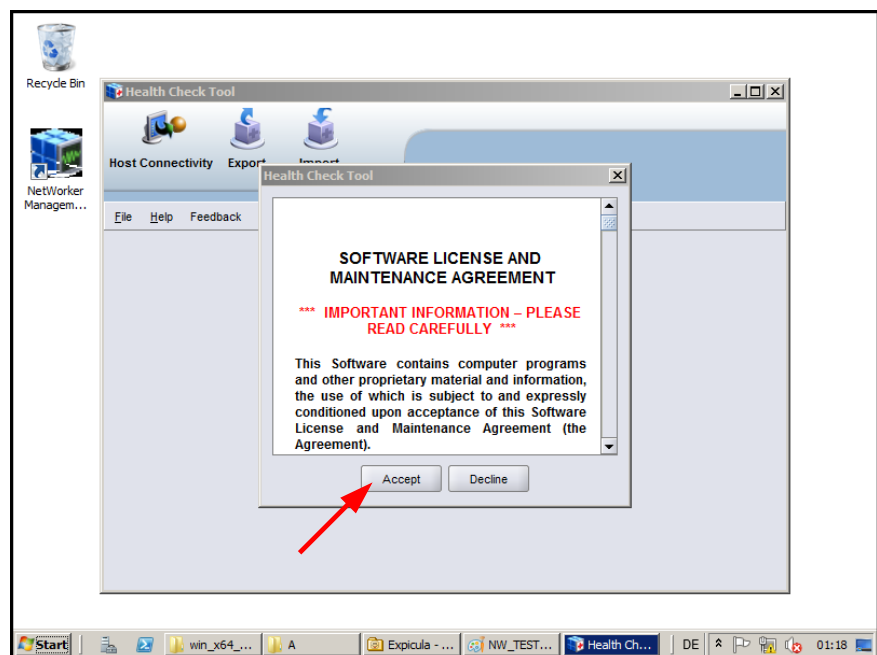 Recycle Bin
NetWorker
Managem...
Health Check Tool
Host Connectivity Export Import
File Help Feedback
Health Check Tool
SOFTWARE LICENSE AND
MAINTENANCE AGREEMENT
*** IMPORTANT INFORMATION – PLEASE
READ CAREFULLY ***
This Software contains computer programs
and other proprietary material and information,
the use of which is subject to and expressly
conditioned upon acceptance of this Software
License and Maintenance Agreement (the
Agreement).
Accept Decline
Start win_x64_... A Expicula - ... NW_TEST... Health Ch... DE 01:18